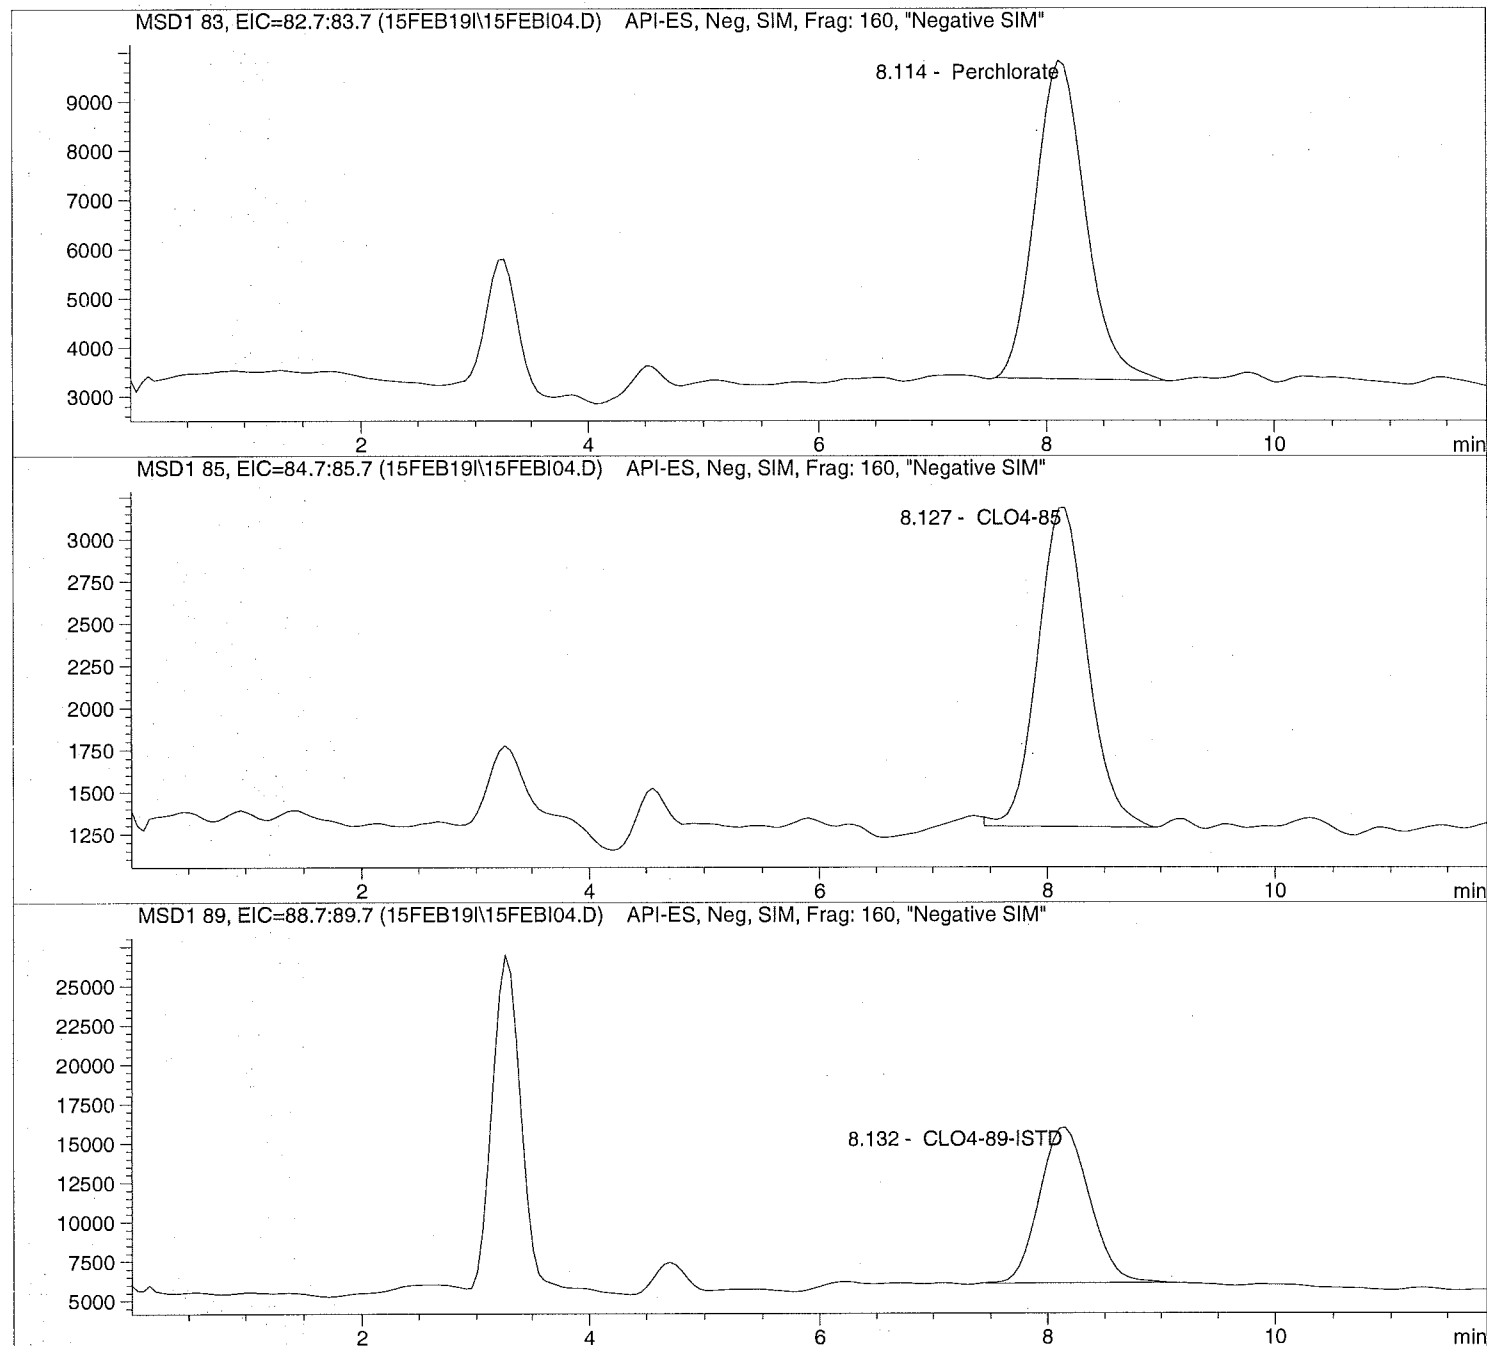 MSD1 83, EIC=82.7:83.7 (15FEB19I\15FEBI04.D) API-ES, Neg, SIM, Frag: 160, "Negative SIM"
8.114 - Perchlorate
9000
8000
7000
6000
5000
4000
3000
2 4 6 8 10 min
MSD1 85, EIC=84.7:85.7 (15FEB19I\15FEBI04.D) API-ES, Neg, SIM, Frag: 160, "Negative SIM"
8.127 - CLO4-85
3000
2750
2500
2250
2000
1750
1500
1250
2 4 6 8 10 min
MSD1 89, EIC=88.7:89.7 (15FEB19I\15FEBI04.D) API-ES, Neg, SIM, Frag: 160, "Negative SIM"
25000
22500
20000
17500
8.132 - CLO4-89-ISTD
15000
12500
10000
7500
5000
2 4 6 8 10 min